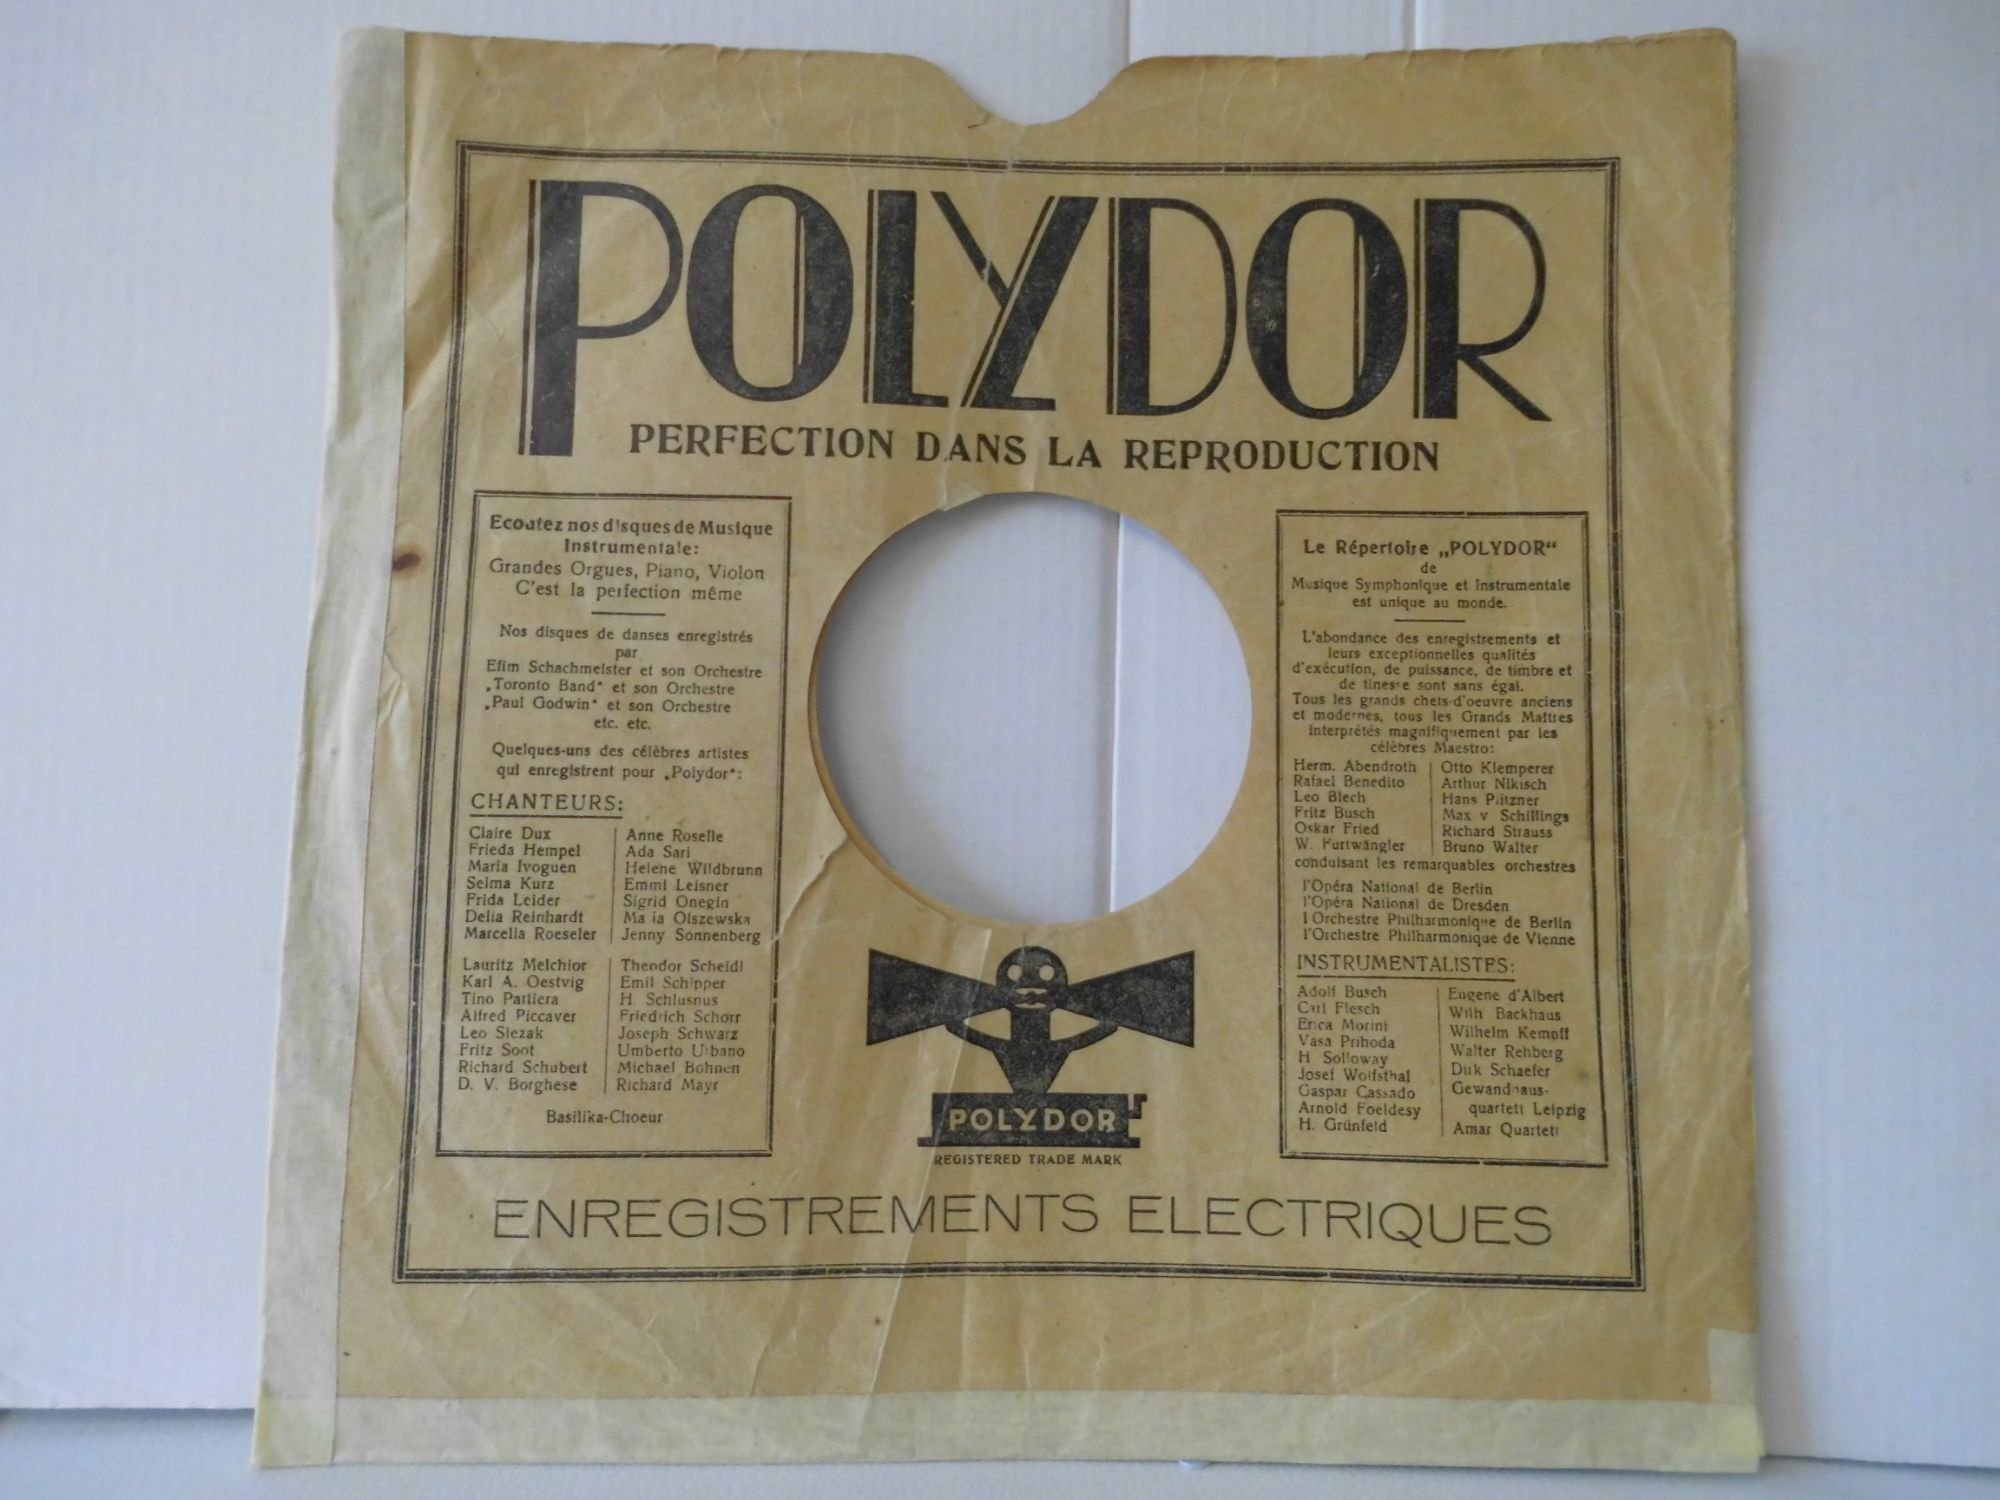 POLYDOR
PERFECTION DANS LA REPRODUCTION
Ecoutez nos disques de Musique
Instrumentale:
Grandes Orgues, Piano, Violon
C'est la perfection même
Nos disques de danses enregistrés
par
Efim Schachmeister et son Orchestre
„Toronto Band“ et son Orchestre
„Paul Godwin“ et son Orchestre
etc. etc.
Quelques-uns des célèbres artistes
qui enregistrent pour „Polydor“:
CHANTEURS:
Claire Dux
Frieda Hempel
Maria Ivoguen
Selma Kurz
Frida Leider
Delia Reinhardt
Marcella Roeseler
Anne Roselle
Ada Sari
Helene Wildbrunn
Emmi Leisner
Sigrid Onegin
Maria Olszewska
Jenny Sonnenberg
Lauritz Melchior
Karl A. Oestvig
Tino Pattiera
Alfred Piccaver
Leo Slezak
Fritz Soot
Richard Schubert
D. V. Borghese
Theodor Scheidl
Emil Schipper
H. Schlusnus
Friedrich Schorr
Joseph Schwarz
Umberto Urbano
Michael Bohnen
Richard Mayr
Basilika-Choeur
Le Répertoire „POLYDOR“
de
Musique Symphonique et Instrumentale
est unique au monde.
L'abondance des enregistrements et
leurs exceptionnelles qualités
d'exécution, de puissance, de timbre et
de finesse sont sans égal.
Tous les grands chefs-d'oeuvre anciens
et modernes, tous les Grands Maîtres
interprétés magnifiquement par les
célèbres Maestro:
Herm. Abendroth
Rafael Benedito
Leo Blech
Fritz Busch
Oskar Fried
W. Furtwängler
Otto Klemperer
Arthur Nikisch
Hans Pfitzner
Max v Schillings
Richard Strauss
Bruno Walter
conduisant les remarquables orchestres
l'Opéra National de Berlin
l'Opéra National de Dresden
l'Orchestre Philharmonique de Berlin
l'Orchestre Philharmonique de Vienne
INSTRUMENTALISTES:
Adolf Busch
Carl Flesch
Erica Morini
Vasa Prihoda
H Solloway
Josef Wolfsthal
Gaspar Cassado
Arnold Foeldesy
H. Grünfeld
Eugene d'Albert
Wilh Backhaus
Wilhelm Kempff
Walter Rehberg
Dirk Schaefer
Gewandhaus-
quartett Leipzig
Amar Quartett
POLYDOR
REGISTERED TRADE MARK
ENREGISTREMENTS ELECTRIQUES